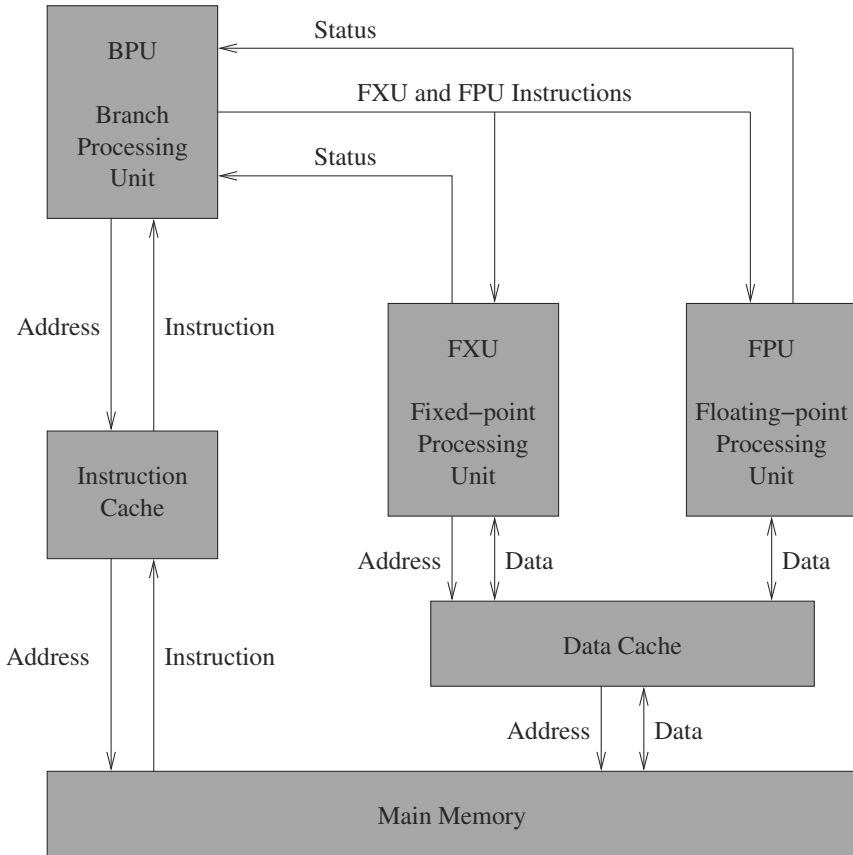 Status
BPU
FXU and FPU Instructions
Branch
Processing
Unit
Status
Address
Instruction
FXU
FPU
Fixed−point
Processing
Unit
Floating−point
Processing
Unit
Instruction
Cache
Address
Data
Data
Address
Instruction
Data Cache
Address
Data
Main Memory